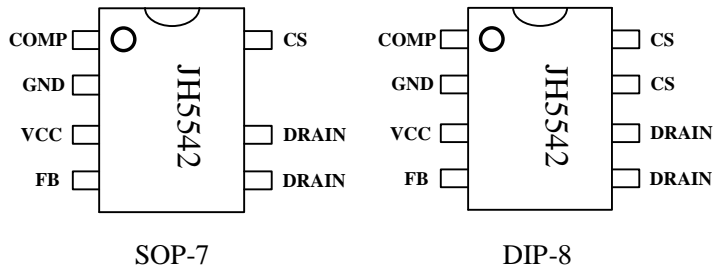 COMP CS COMP CS
GND GND CS
VCC DRAIN VCC DRAIN
FB DRAIN FB DRAIN
JH5542 JH5542
SOP-7 DIP-8